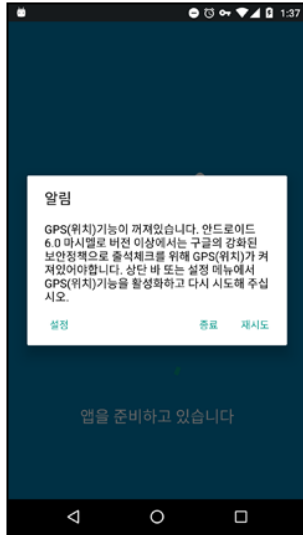 1:37
알림
GPS(위치)기능이 꺼져있습니다. 안드로이드
6.0 마시멜로 버전 이상에서는 구글의 강화된
보안정책으로 출석체크를 위해 GPS(위치)가 켜
져있어야합니다. 상단 바 또는 설정 메뉴에서
GPS(위치)기능을 활성화하고 다시 시도해 주십
시오.
설정 종료 재시도
앱을 준비하고 있습니다